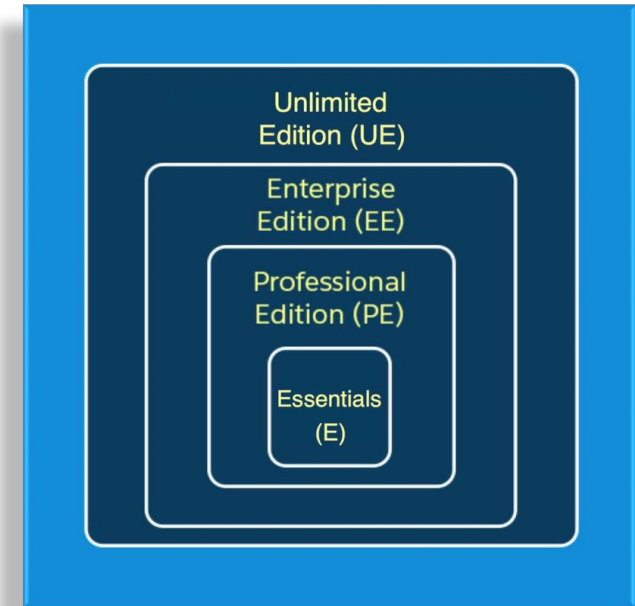 Unlimited
Edition (UE)
Enterprise
Edition (EE)
Professional
Edition (PE)
Essentials
(E)